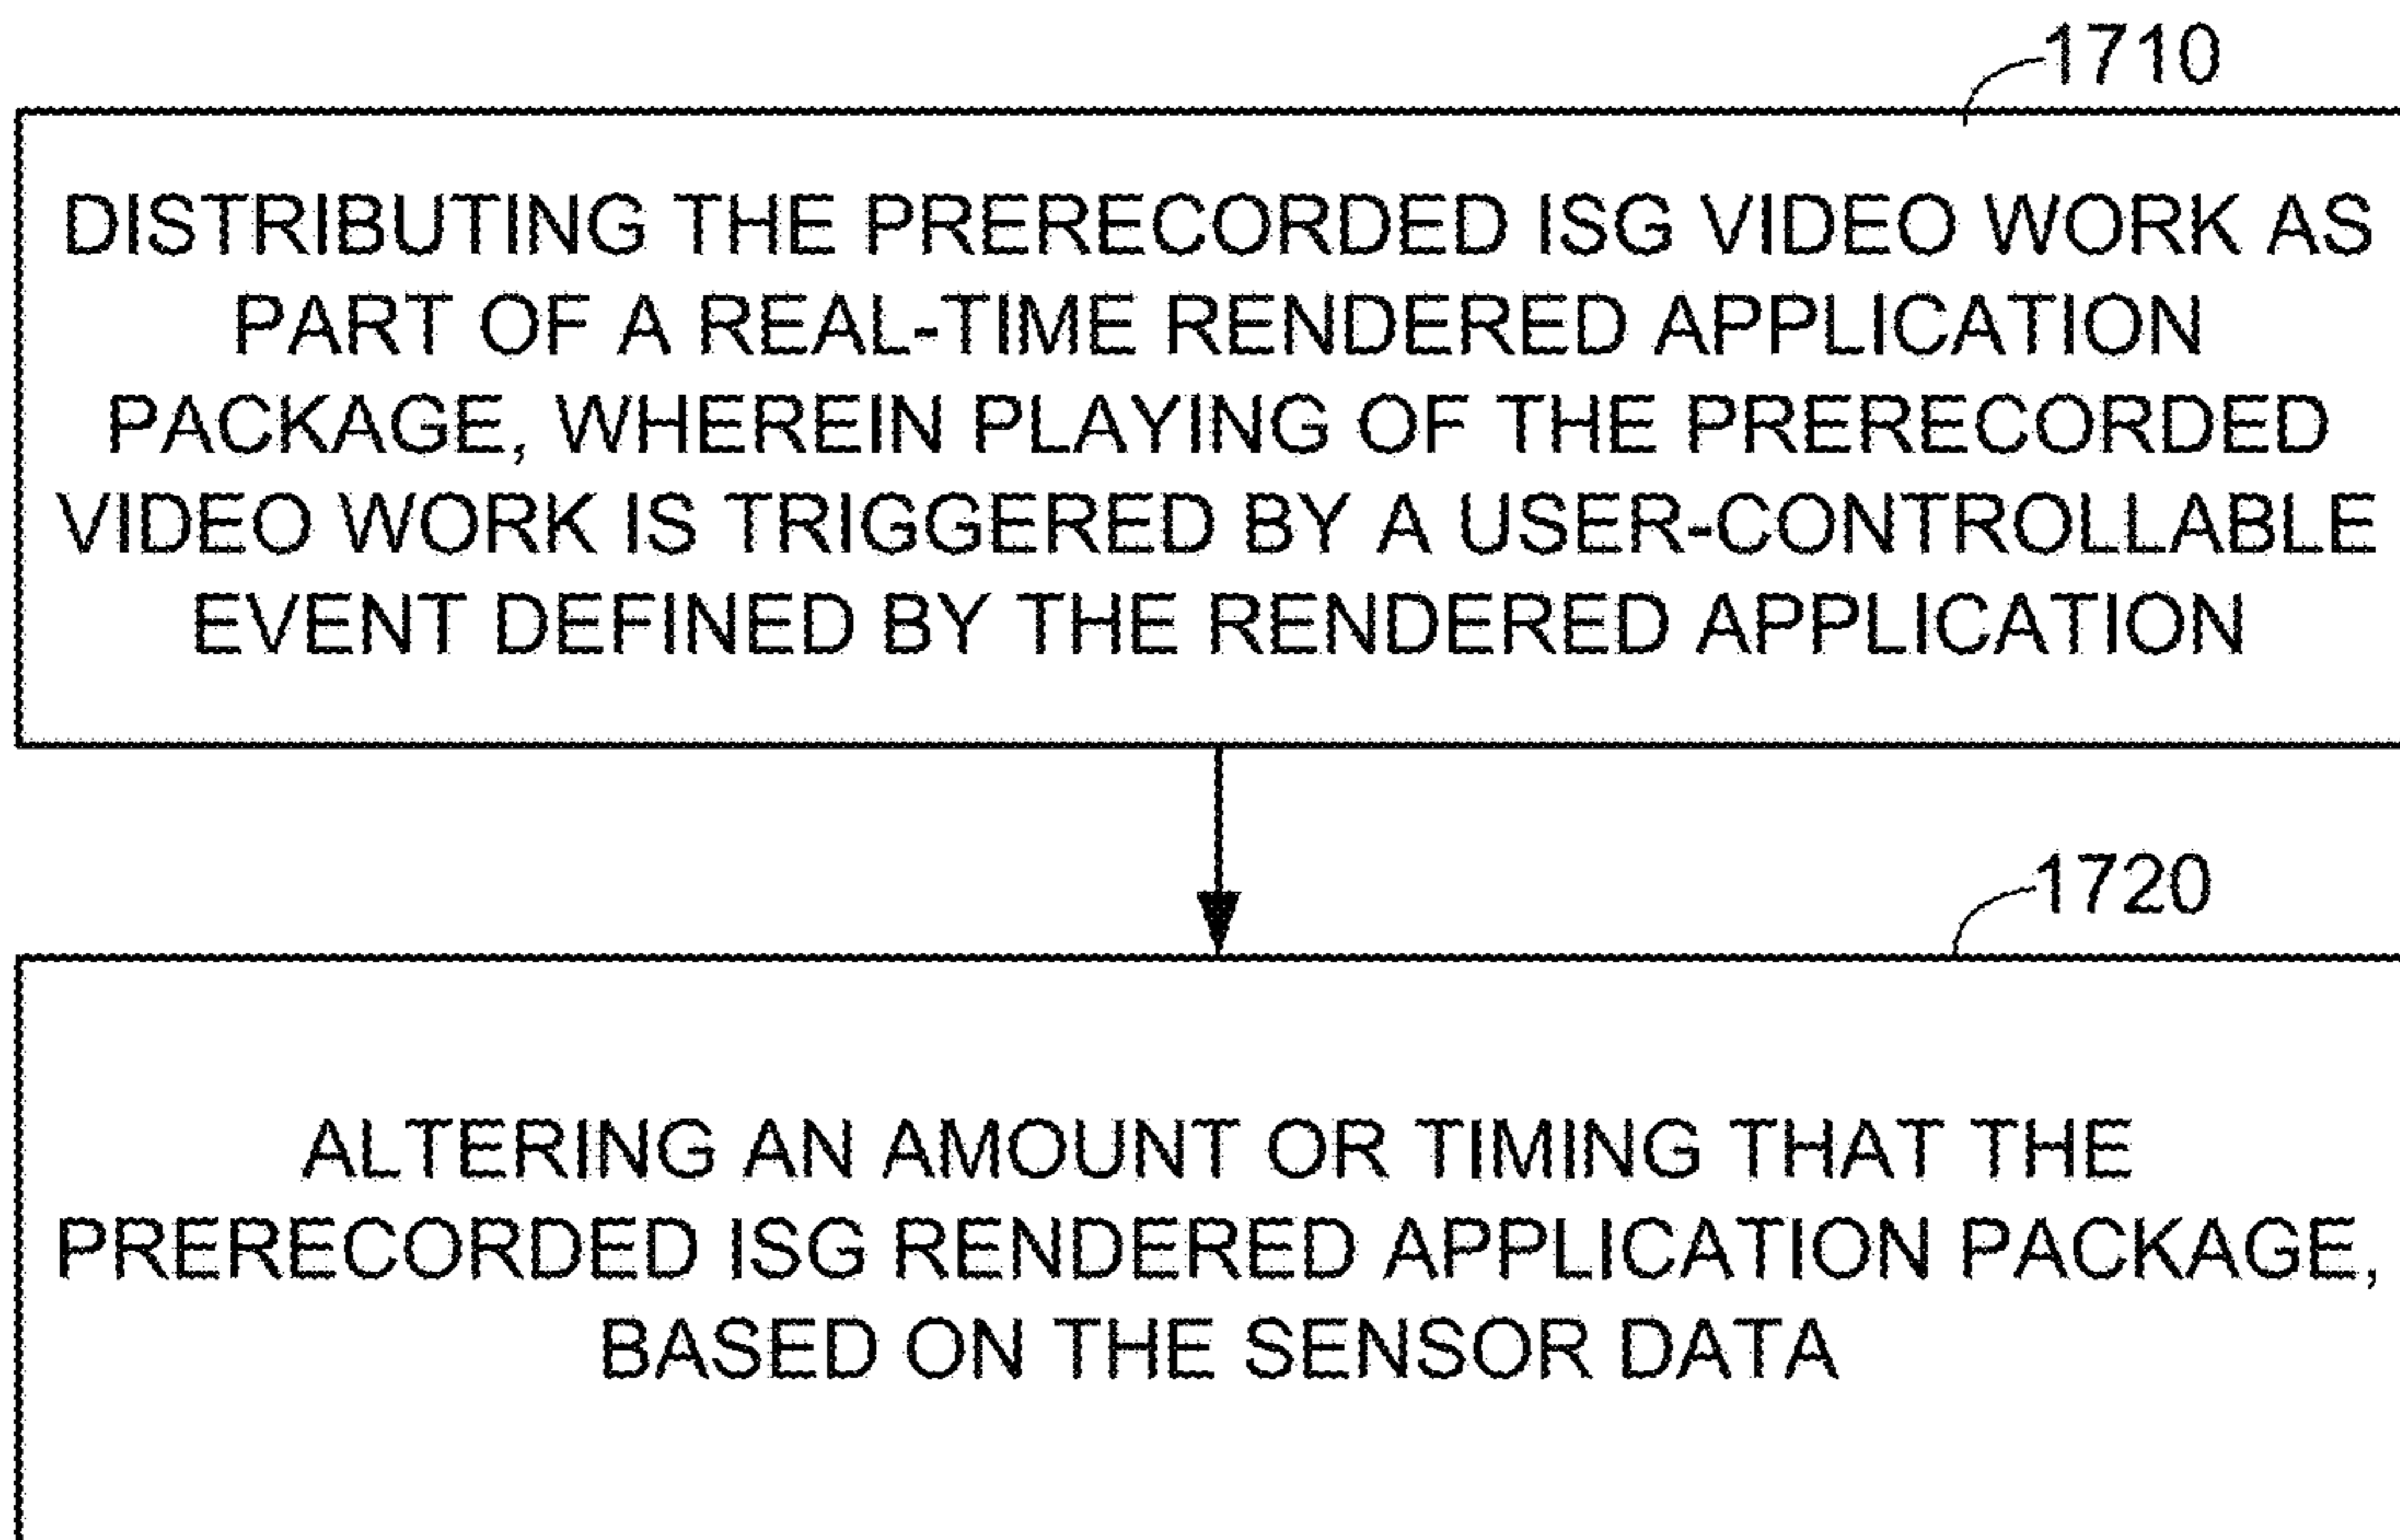 1710
DISTRIBUTING THE PRERECORDED ISG VIDEO WORK AS
PART OF A REAL-TIME RENDERED APPLICATION
PACKAGE, WHEREIN PLAYING OF THE PRERECORDED
VIDEO WORK IS TRIGGERED BY A USER-CONTROLLABLE
EVENT DEFINED BY THE RENDERED APPLICATION
1720
ALTERING AN AMOUNT OR TIMING THAT THE
PRERECORDED ISG RENDERED APPLICATION PACKAGE,
BASED ON THE SENSOR DATA